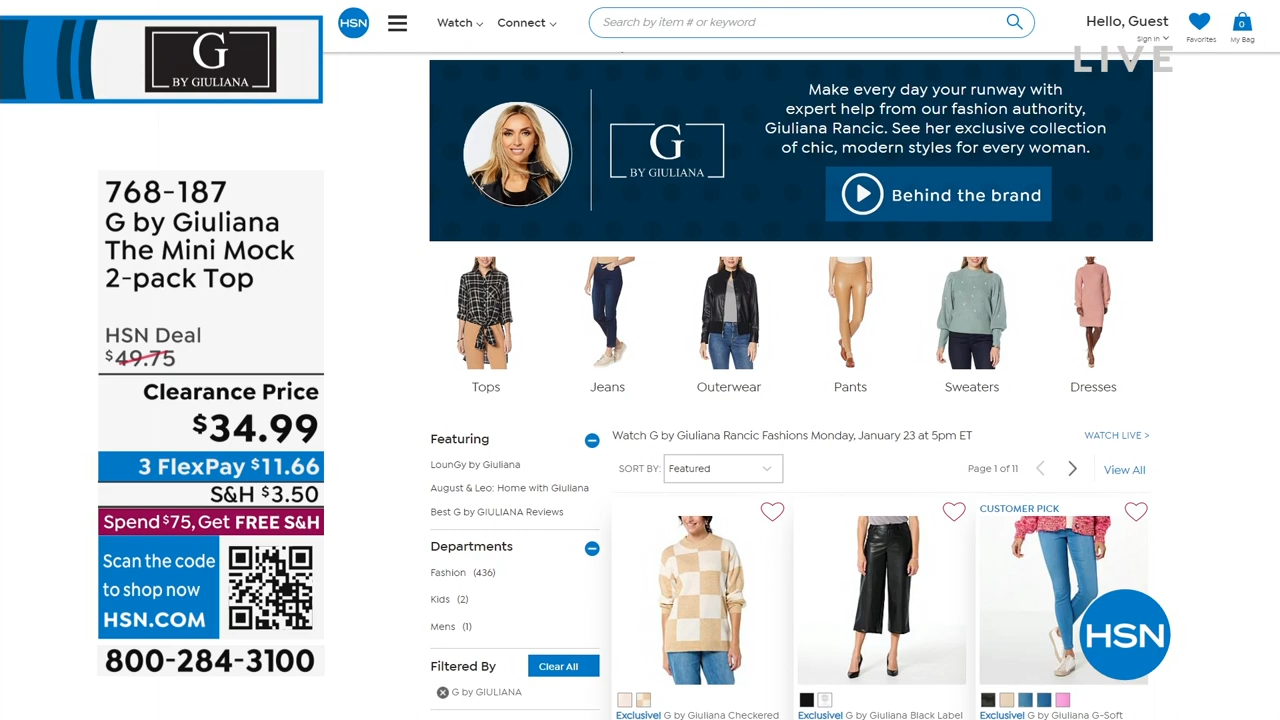 G
BY GIULIANA
768-187
G by Giuliana
The Mini Mock
2-pack Top
HSN Deal
$49.75
Clearance Price
$34.99
3 FlexPay $11.66
S&H $3.50
Spend $75, Get FREE S&H
Scan the code
to shop now
HSN.COM
800-284-3100
HSN
Watch
Connect
Search by item # or keyword
Hello, Guest
Sign In
Favorites
0
My Bag
LIVE
G
BY GIULIANA
Make every day your runway with
expert help from our fashion authority,
Giuliana Rancic. See her exclusive collection
of chic, modern styles for every woman.
Behind the brand
Tops
Jeans
Outerwear
Pants
Sweaters
Dresses
Featuring
LounGy by Giuliana
August & Leo: Home with Giuliana
Best G by GIULIANA Reviews
Departments
Fashion (436)
Kids (2)
Mens (1)
Filtered By
Clear All
G by GIULIANA
Watch G by Giuliana Rancic Fashions Monday, January 23 at 5pm ET
WATCH LIVE >
SORT BY: Featured
Page 1 of 11
View All
CUSTOMER PICK
HSN
Exclusive! G by Giuliana Checkered
Exclusive! G by Giuliana Black Label
Exclusive! G by Giuliana G-Soft